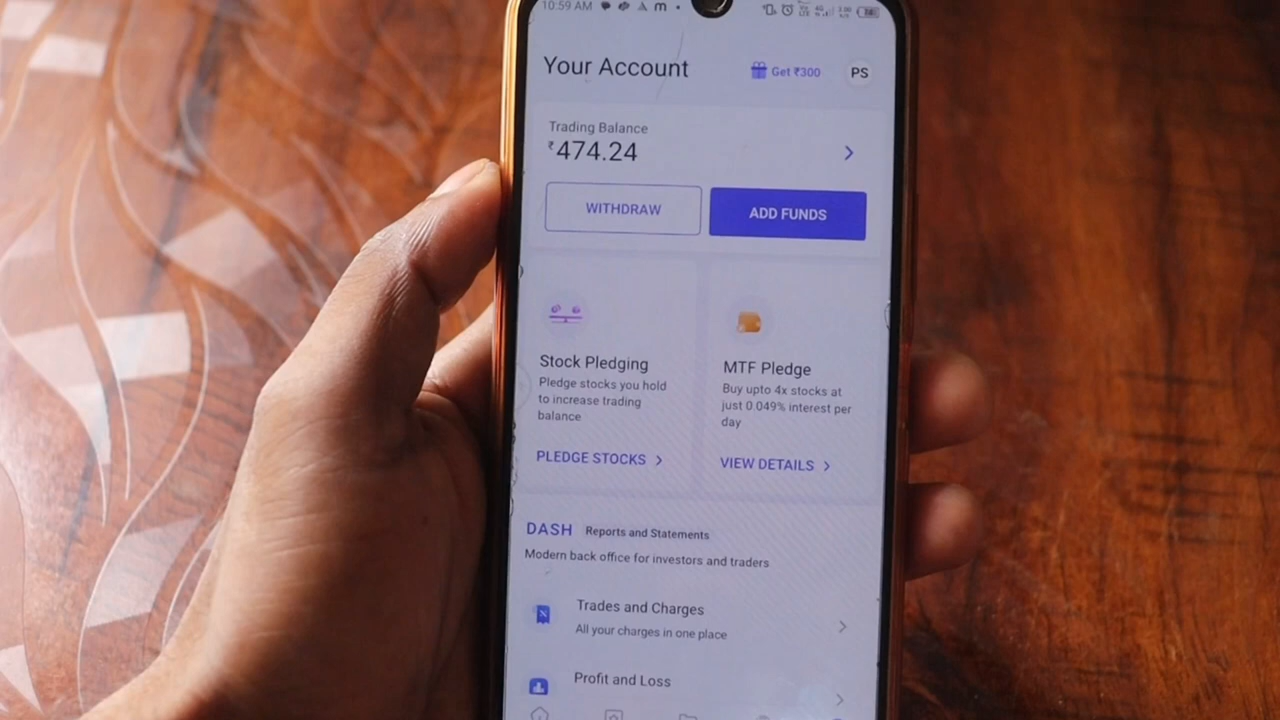 10:59 AM
Your Account
Get ₹300
PS
Trading Balance
₹474.24
WITHDRAW
ADD FUNDS
Stock Pledging
Pledge stocks you hold
to increase trading
balance
PLEDGE STOCKS
MTF Pledge
Buy upto 4x stocks at
just 0.049% interest per
day
VIEW DETAILS
DASH Reports and Statements
Modern back office for investors and traders
Trades and Charges
All your charges in one place
Profit and Loss